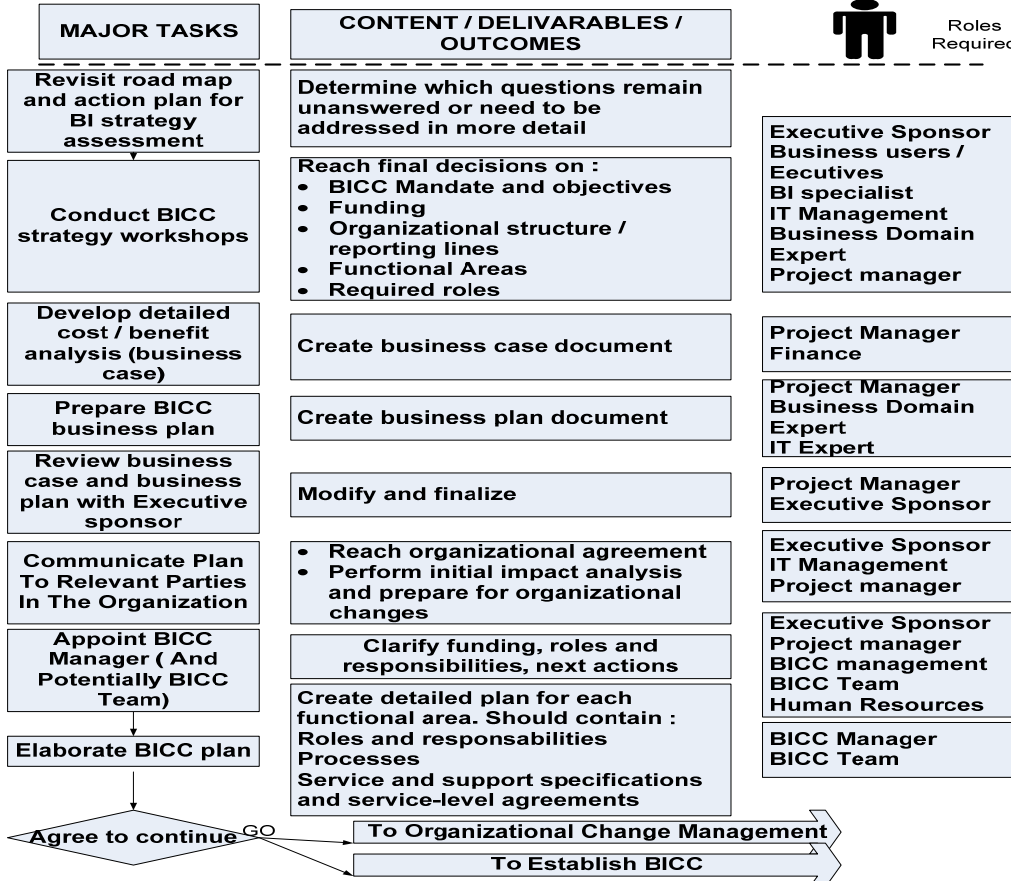 MAJOR TASKS
CONTENT / DELIVARABLES /
OUTCOMES
Roles
Required
Revisit road map
and action plan for
BI strategy
assessment
Determine which questions remain
unanswered or need to be
addressed in more detail
Conduct BICC
strategy workshops
Reach final decisions on :
• BICC Mandate and objectives
• Funding
• Organizational structure /
reporting lines
• Functional Areas
• Required roles
Executive Sponsor
Business users /
Eecutives
BI specialist
IT Management
Business Domain
Expert
Project manager
Develop detailed
cost / benefit
analysis (business
case)
Create business case document
Project Manager
Finance
Prepare BICC
business plan
Create business plan document
Project Manager
Business Domain
Expert
IT Expert
Review business
case and business
plan with Executive
sponsor
Modify and finalize
Project Manager
Executive Sponsor
Communicate Plan
To Relevant Parties
In The Organization
• Reach organizational agreement
• Perform initial impact analysis
and prepare for organizational
changes
Executive Sponsor
IT Management
Project manager
Appoint BICC
Manager ( And
Potentially BICC
Team)
Clarify funding, roles and
responsibilities, next actions
Executive Sponsor
Project manager
BICC management
BICC Team
Human Resources
Elaborate BICC plan
Create detailed plan for each
functional area. Should contain :
Roles and responsabilities
Processes
Service and support specifications
and service-level agreements
BICC Manager
BICC Team
Agree to continue
GO
To Organizational Change Management
To Establish BICC